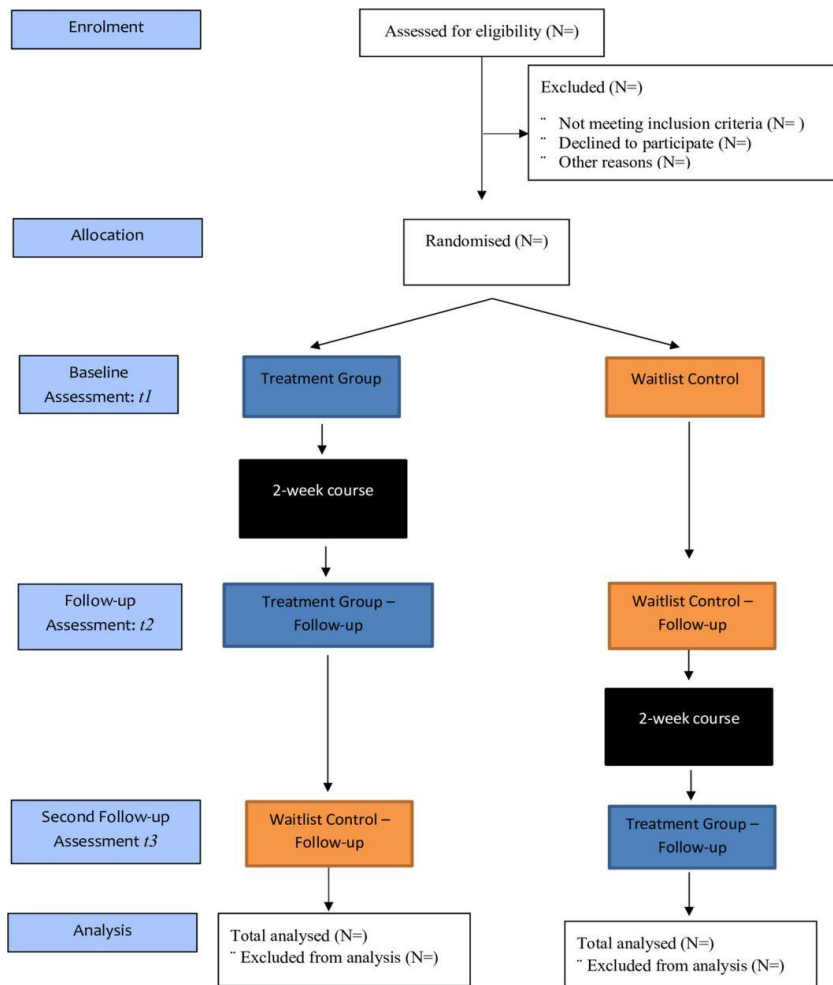 Enrolment
Assessed for eligibility (N=)
Excluded (N=)
¨ Not meeting inclusion criteria (N= )
¨ Declined to participate (N=)
¨ Other reasons (N=)
Allocation
Randomised (N=)
Baseline
Assessment: t1
Treatment Group
Waitlist Control
2-week course
Follow-up
Assessment: t2
Treatment Group –
Follow-up
Waitlist Control –
Follow-up
2-week course
Second Follow-up
Assessment t3
Waitlist Control –
Follow-up
Treatment Group –
Follow-up
Analysis
Total analysed (N=)
¨ Excluded from analysis (N=)
Total analysed (N=)
¨ Excluded from analysis (N=)